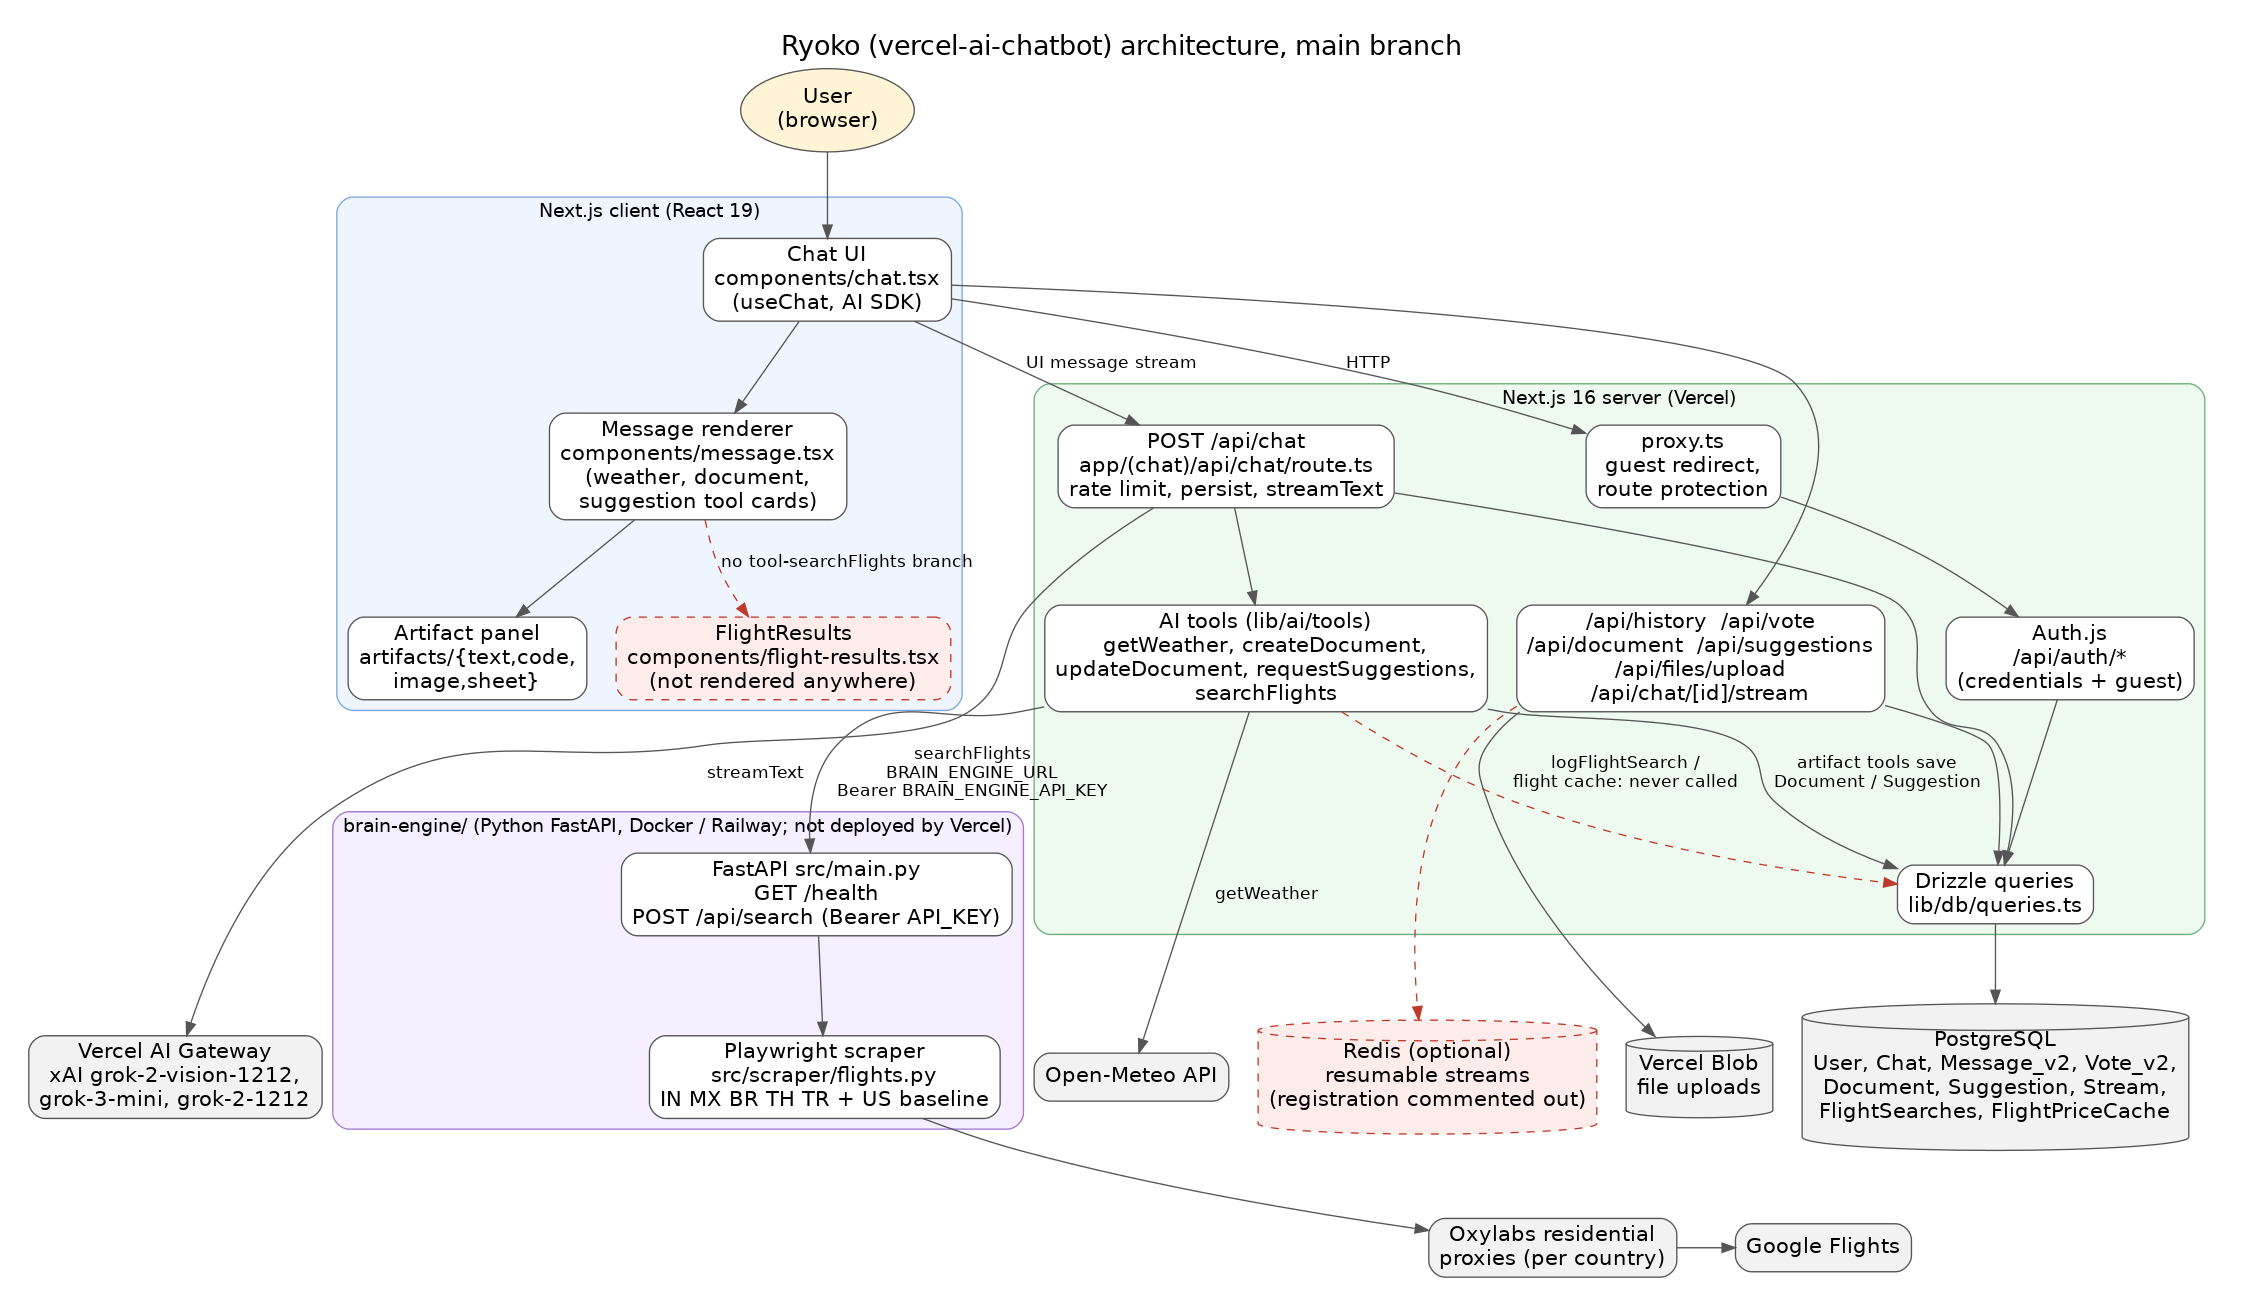 Ryoko (vercel-ai-chatbot) architecture, main branch
User
(browser)
Next.js client (React 19)
Chat UI
components/chat.tsx
(useChat, AI SDK)
UI message stream
HTTP
Next.js 16 server (Vercel)
Message renderer
components/message.tsx
(weather, document,
suggestion tool cards)
POST /api/chat
app/(chat)/api/chat/route.ts
rate limit, persist, streamText
proxy.ts
guest redirect,
route protection
no tool-searchFlights branch
Artifact panel
artifacts/{text,code,
image,sheet}
FlightResults
components/flight-results.tsx
(not rendered anywhere)
AI tools (lib/ai/tools)
getWeather, createDocument,
updateDocument, requestSuggestions,
searchFlights
/api/history  /api/vote
/api/document  /api/suggestions
/api/files/upload
/api/chat/[id]/stream
Auth.js
/api/auth/*
(credentials + guest)
streamText
searchFlights
BRAIN_ENGINE_URL
Bearer BRAIN_ENGINE_API_KEY
logFlightSearch /
flight cache: never called
artifact tools save
Document / Suggestion
brain-engine/ (Python FastAPI, Docker / Railway; not deployed by Vercel)
FastAPI src/main.py
GET /health
POST /api/search (Bearer API_KEY)
getWeather
Drizzle queries
lib/db/queries.ts
Vercel AI Gateway
xAI grok-2-vision-1212,
grok-3-mini, grok-2-1212
Playwright scraper
src/scraper/flights.py
IN MX BR TH TR + US baseline
Open-Meteo API
Redis (optional)
resumable streams
(registration commented out)
Vercel Blob
file uploads
PostgreSQL
User, Chat, Message_v2, Vote_v2,
Document, Suggestion, Stream,
FlightSearches, FlightPriceCache
Oxylabs residential
proxies (per country)
Google Flights